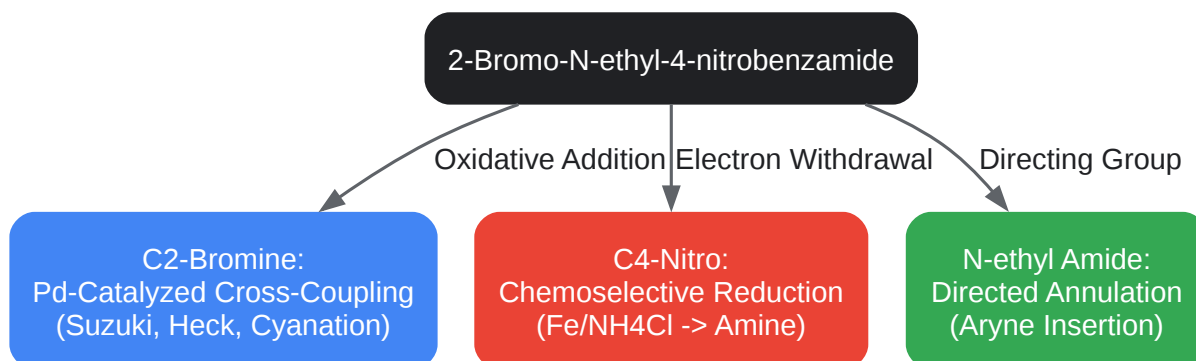 2-Bromo-N-ethyl-4-nitrobenzamide
Oxidative Addition
Electron Withdrawal
Directing Group
C2-Bromine:
Pd-Catalyzed Cross-Coupling
(Suzuki, Heck, Cyanation)
C4-Nitro:
Chemoselective Reduction
(Fe/NH4Cl -> Amine)
N-ethyl Amide:
Directed Annulation
(Aryne Insertion)